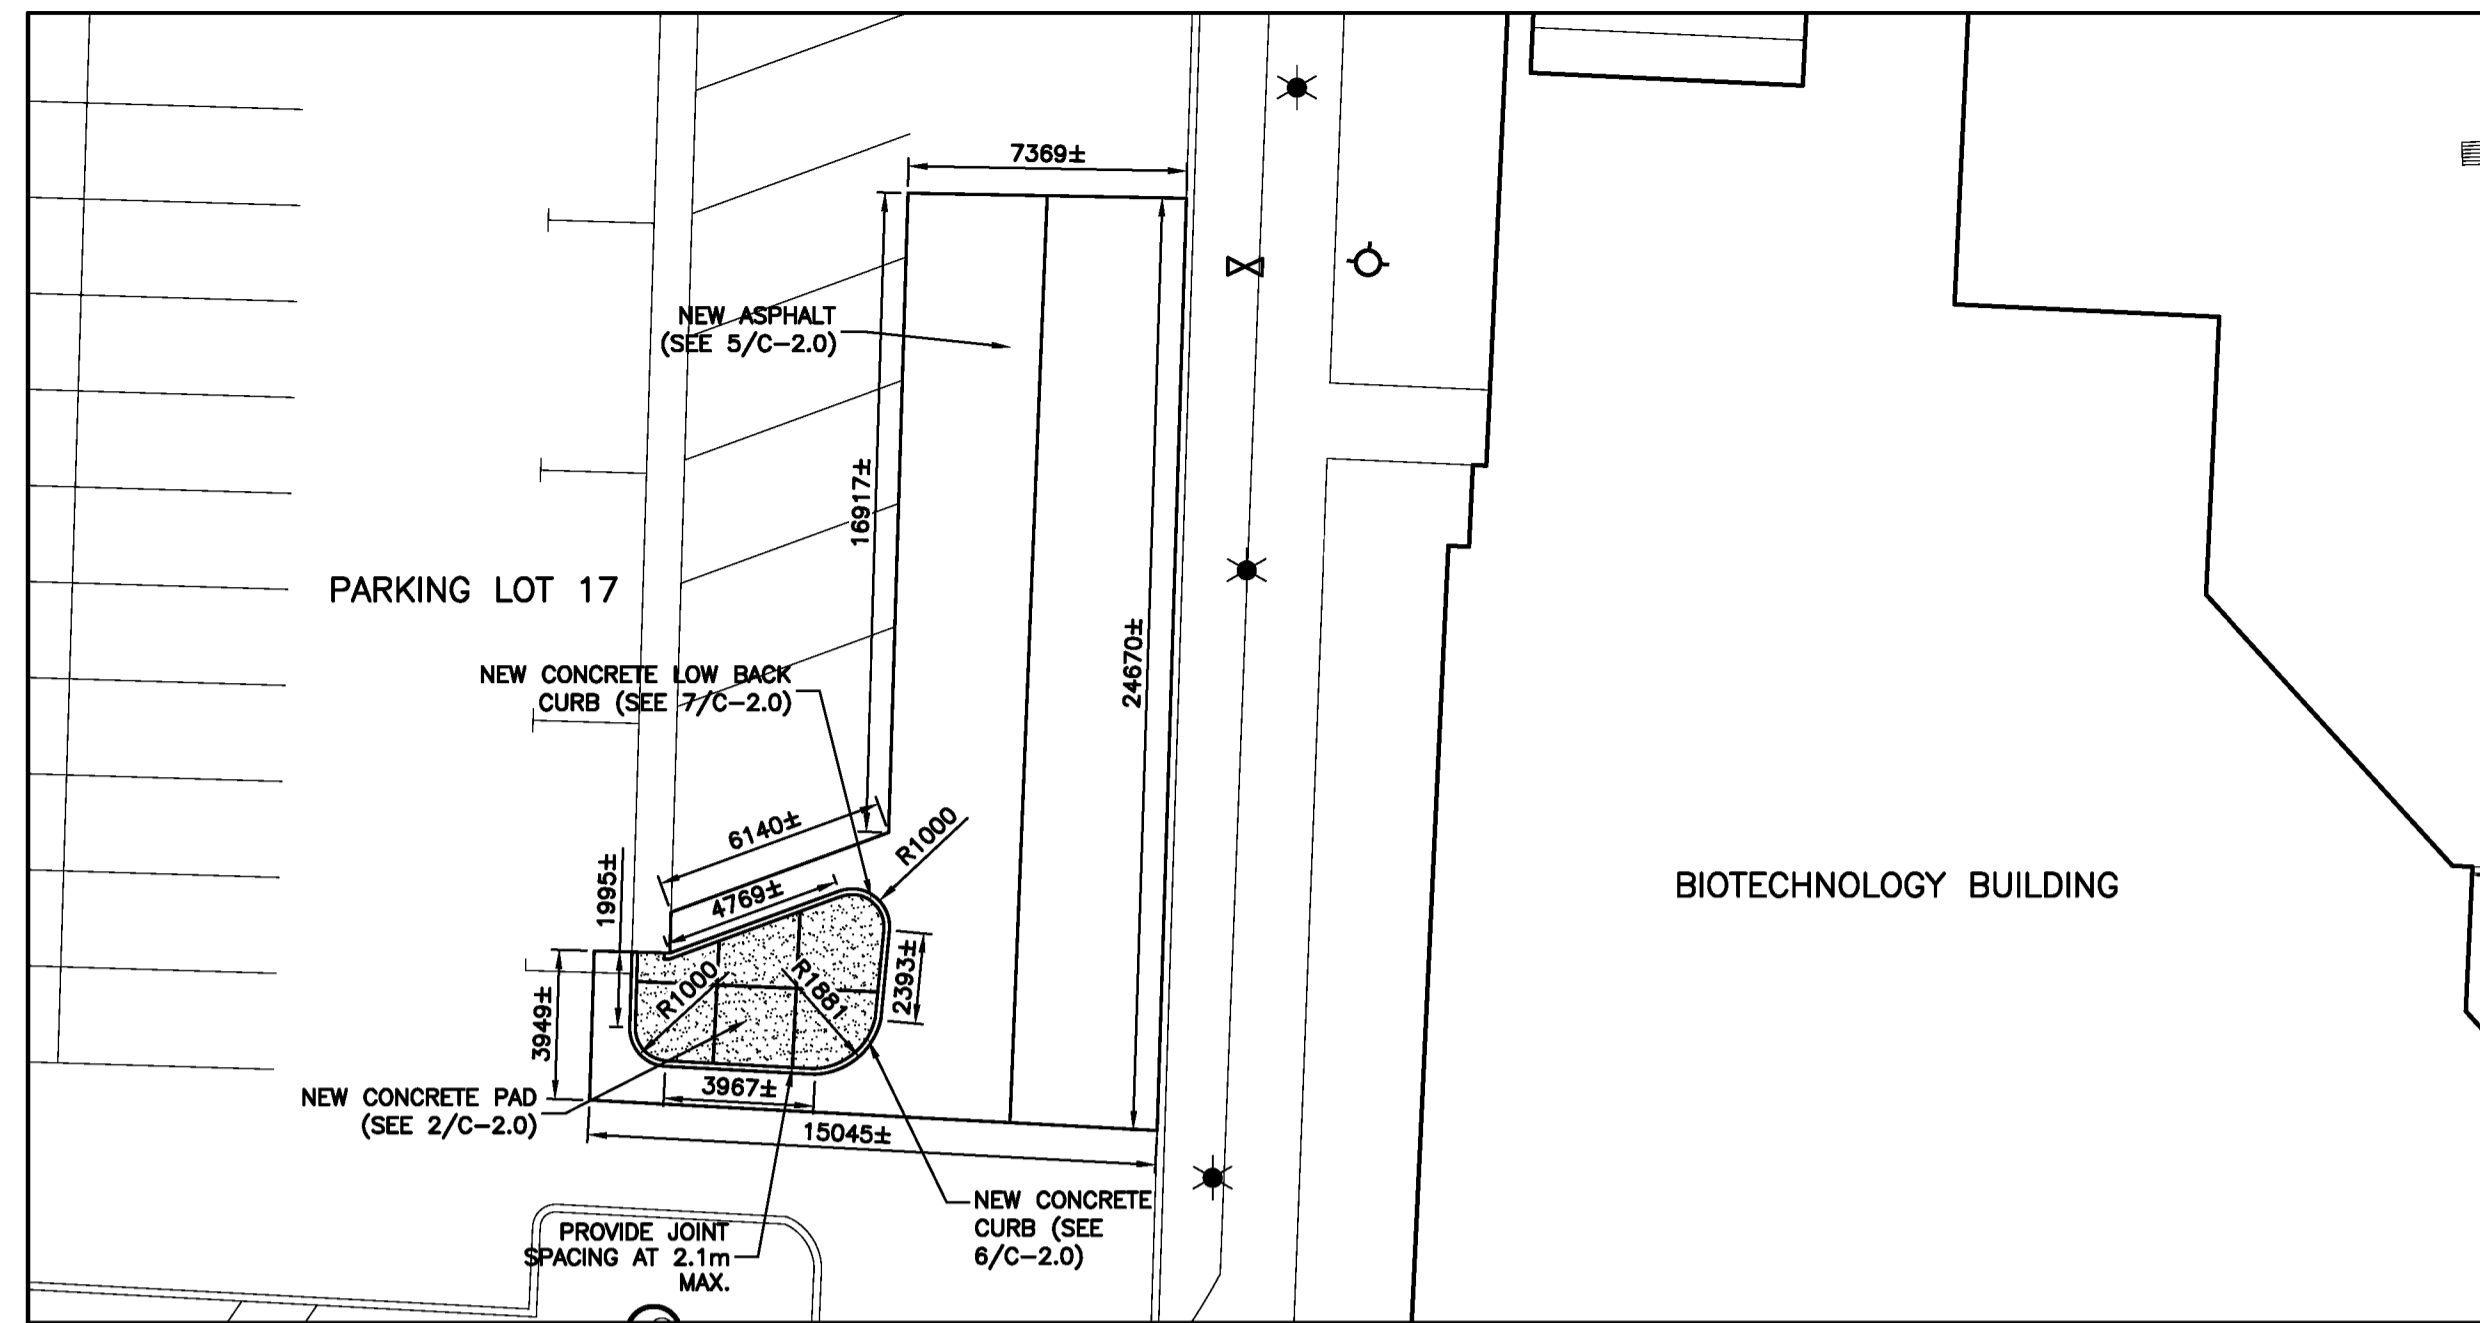 7369±
NEW ASPHALT
(SEE 5/C-2.0)
16917±
24670±
PARKING LOT 17
NEW CONCRETE LOW BACK
CURB (SEE 7/C-2.0)
6140±
R1000
4769±
1995±
BIOTECHNOLOGY BUILDING
R1000
R1881
2393±
3949±
NEW CONCRETE PAD
(SEE 2/C-2.0)
3967±
15045±
NEW CONCRETE
CURB (SEE
6/C-2.0)
PROVIDE JOINT
SPACING AT 2.1m
MAX.